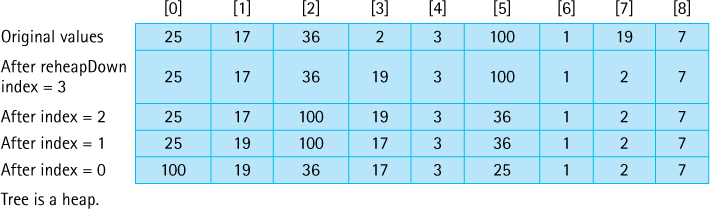 [0] [1] [2] [3] [4] [5] [6] [7] [8]
Original values 25 17 36 2 3 100 1 19 7
After reheapDown
index = 3 25 17 36 19 3 100 1 2 7
After index = 2 25 17 100 19 3 36 1 2 7
After index = 1 25 19 100 17 3 36 1 2 7
After index = 0 100 19 36 17 3 25 1 2 7
Tree is a heap.